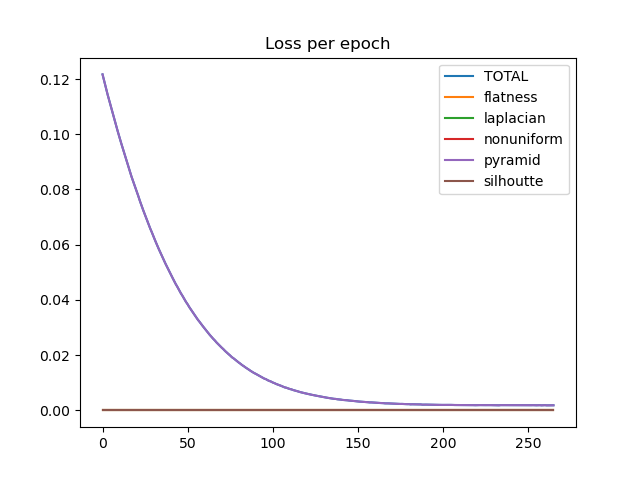 Loss per epoch
0.12
0.10
0.08
0.06
0.04
0.02
0.00
0 50 100 150 200 250
TOTAL
flatness
laplacian
nonuniform
pyramid
silhoutte